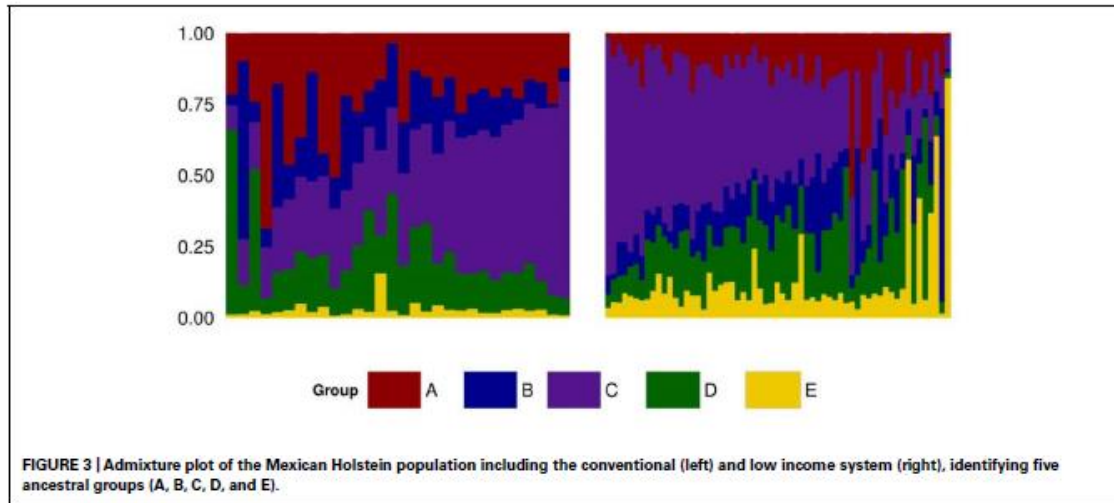 1.00
0.75
0.50
0.25
0.00
Group A B C D E
FIGURE 3 | Admixture plot of the Mexican Holstein population including the conventional (left) and low income system (right), identifying five
ancestral groups (A, B, C, D, and E).